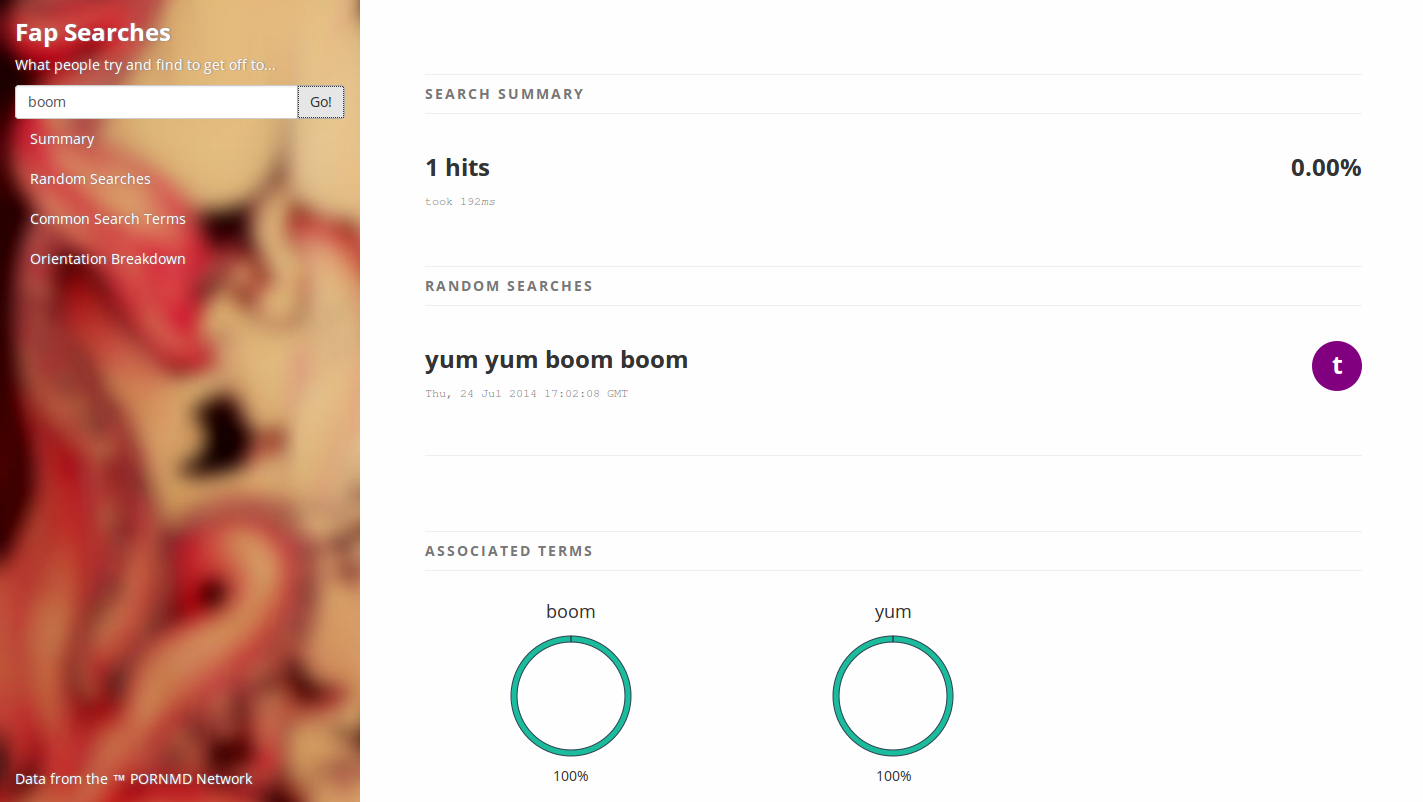 Fap Searches
What people try and find to get off to...
boom
Go!
Summary
Random Searches
Common Search Terms
Orientation Breakdown
Data from the ™ PORNMD Network
SEARCH SUMMARY
1 hits
0.00%
took 192ms
RANDOM SEARCHES
yum yum boom boom
t
Thu, 24 Jul 2014 17:02:08 GMT
ASSOCIATED TERMS
boom
yum
100%
100%